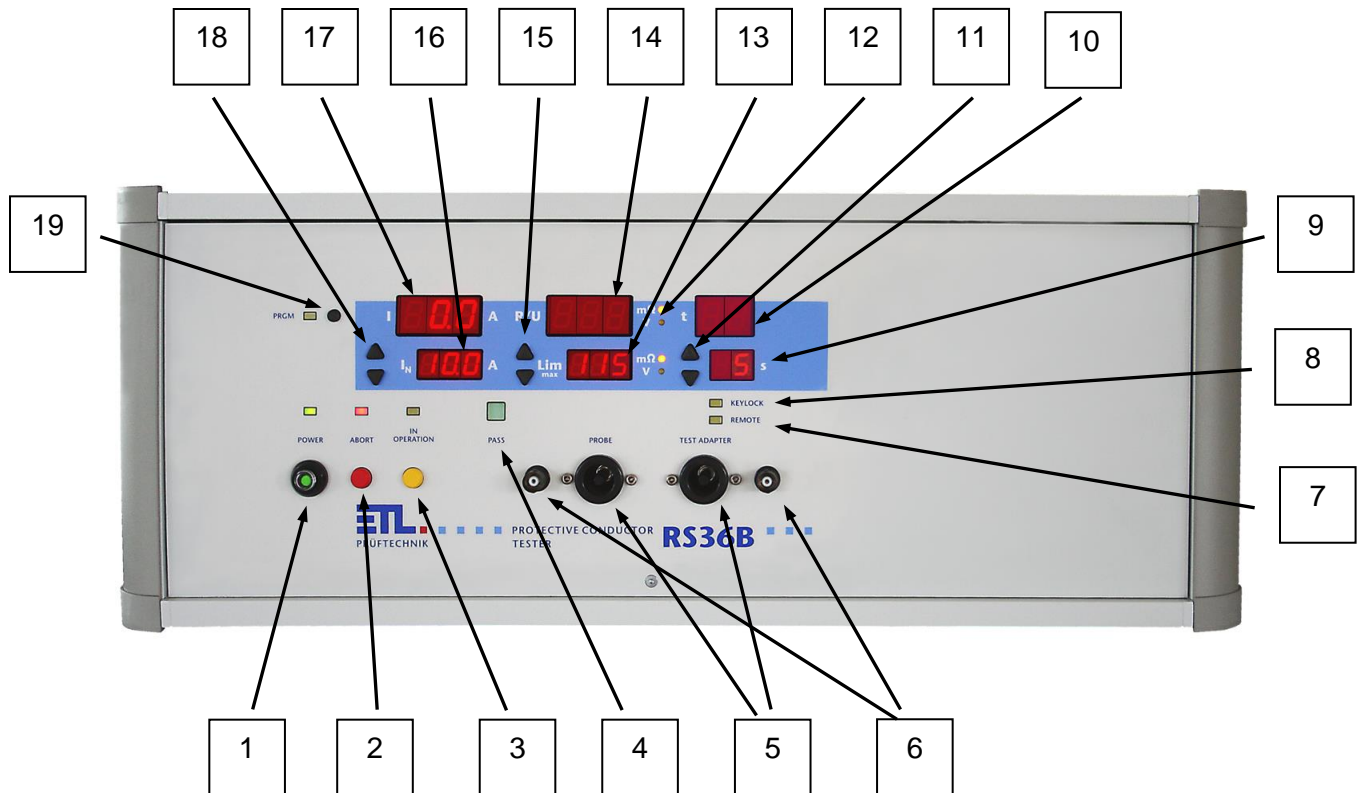 18 17 16 15 14 13 12 11 10
19
9
8
7
PRGM I 0.0 A R/U mΩ V t
I_N 10.0 A Lim max 115 mΩ V 5 s
KEYLOCK
REMOTE
POWER ABORT IN OPERATION PASS PROBE TEST ADAPTER
ETL PRÜFTECHNIK
PROTECTIVE CONDUCTOR
TESTER
RS36B
1 2 3 4 5 6